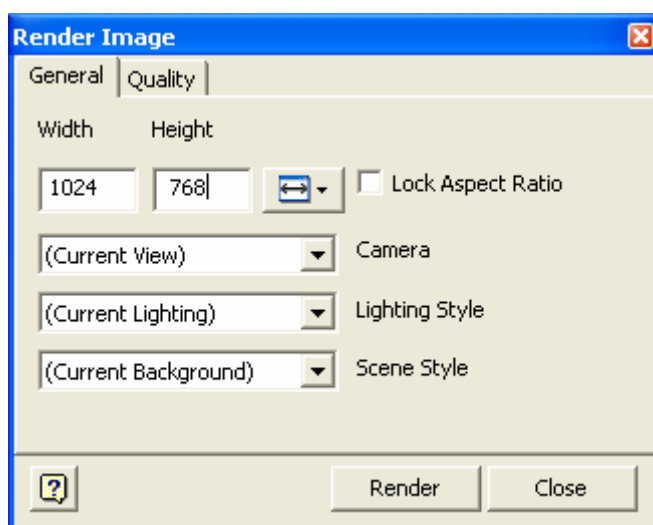 Render Image
General Quality
Width Height
1024 768 Lock Aspect Ratio
(Current View) Camera
(Current Lighting) Lighting Style
(Current Background) Scene Style
? Render Close